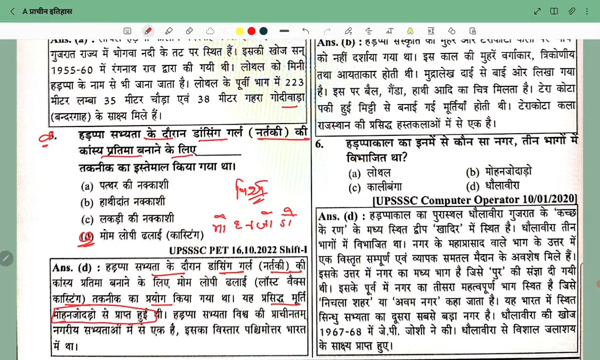 A प्राचीन इतिहास
गुजरात राज्य में भोगवा नदी के तट पर स्थित हैं। इसकी खोज सन्
1955-60 में रंगनाथ राव द्वारा की गयी थी। लोथल को मिनी
हड़प्पा के नाम से भी जाना जाता है। लोथल के पूर्वी भाग में 223
मीटर लम्बा 35 मीटर चौड़ा एवं 38 मीटर गहरा गोदीवाड़ा
(बन्दरगाह) के साक्ष्य मिले हैं।
हड़प्पा सभ्यता के दौरान डांसिंग गर्ल (नर्तकी) की
कांस्य प्रतिमा बनाने के लिए
तकनीक का इस्तेमाल किया गया था।
(a) पत्थर की नक्काशी
(b) हाथीदांत नक्काशी
(c) लकड़ी की नक्काशी
(d) मोम लोपी ढलाई (कास्टिंग)
UPSSSC PET 16.10.2022 Shift-I
Ans. (d) : हड़प्पा सभ्यता के दौरान डांसिंग गर्ल (नर्तकी) की
कांस्य प्रतिमा बनाने के लिए, मोम लोपी ढलाई (लॉस्ट वैक्स
कास्टिंग) तकनीक का प्रयोग किया गया था। यह प्रसिद्ध मूर्ति
मोहनजोदड़ो से प्राप्त हुई थी। हड़प्पा सभ्यता विश्व की प्राचीनतम्
नगरीय सभ्यताओं में से एक है, इसका विस्तार पश्चिमोत्तर भारत
में था।
Ans. (b) : हड़प्पा संस्कृति की मुहर
को नहीं दर्शाया गया था। इस काल की मुहरें वर्गाकार, त्रिकोणीय
तथा आयताकार होती थी। मुद्रालेख दाई से बाई ओर लिखा गया
है। इस पर बैल, गैंडा, हाथी आदि का चित्र मिलता है। टेरा कोटा
पकी हुई मिट्टी से बनाई गई मूर्तियाँ होती थी। टेराकोटा कला
राजस्थान की प्रसिद्ध हस्तकलाओं में से एक है।
6. हड़प्पाकाल का इनमें से कौन सा नगर, तीन भागों में
विभाजित था?
(a) लोथल (b) मोहनजोदाड़ो
(c) कालीबंगा (d) धौलावीरा
[UPSSSC Computer Operator 10/01/2020)
Ans. (d) : हड़प्पाकाल का पुरास्थल धौलावीरा गुजरात के 'कच्छ
के रण' के मध्य स्थित द्वीप 'खादिर' में स्थित है। धौलावीरा तीन
भागों में विभाजित था। नगर के महाप्रासाद वाले भाग के उत्तर में
एक विस्तृत सम्पूर्ण एवं व्यापक समतल मैदान के अवशेष मिले हैं।
इसके उत्तर में नगर का मध्य भाग है जिसे 'पुर' की संज्ञा दी गयी
थी। इसके पूर्व में नगर का तीसरा महत्वपूर्ण भाग स्थित है जिसे
'निचला शहर' या 'अवम नगर' कहा जाता है। यह भारत में स्थित
सिन्धु सभ्यता का दूसरा सबसे बड़ा नगर है। धौलावीरा की खोज
1967-68 में जे.पी. जोशी ने की। धौलावीरा से विशाल जलाशय
के साक्ष्य प्राप्त हुए।